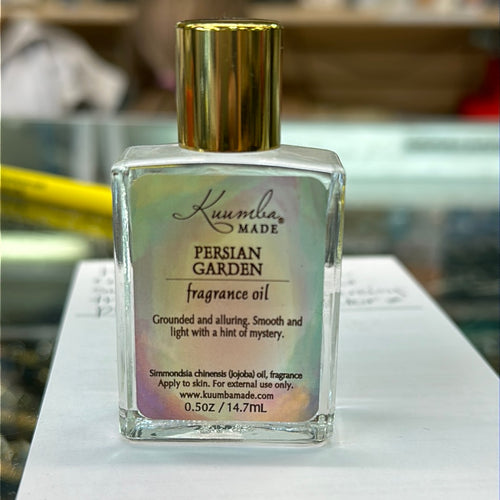 Kuumba®
MADE
PERSIAN
GARDEN
fragrance oil
Grounded and alluring. Smooth and
light with a hint of mystery.
Simmondsia chinensis (Jojoba) oil, fragrance
Apply to skin. For external use only.
www.kuumbamade.com
0.5OZ / 14.7mL